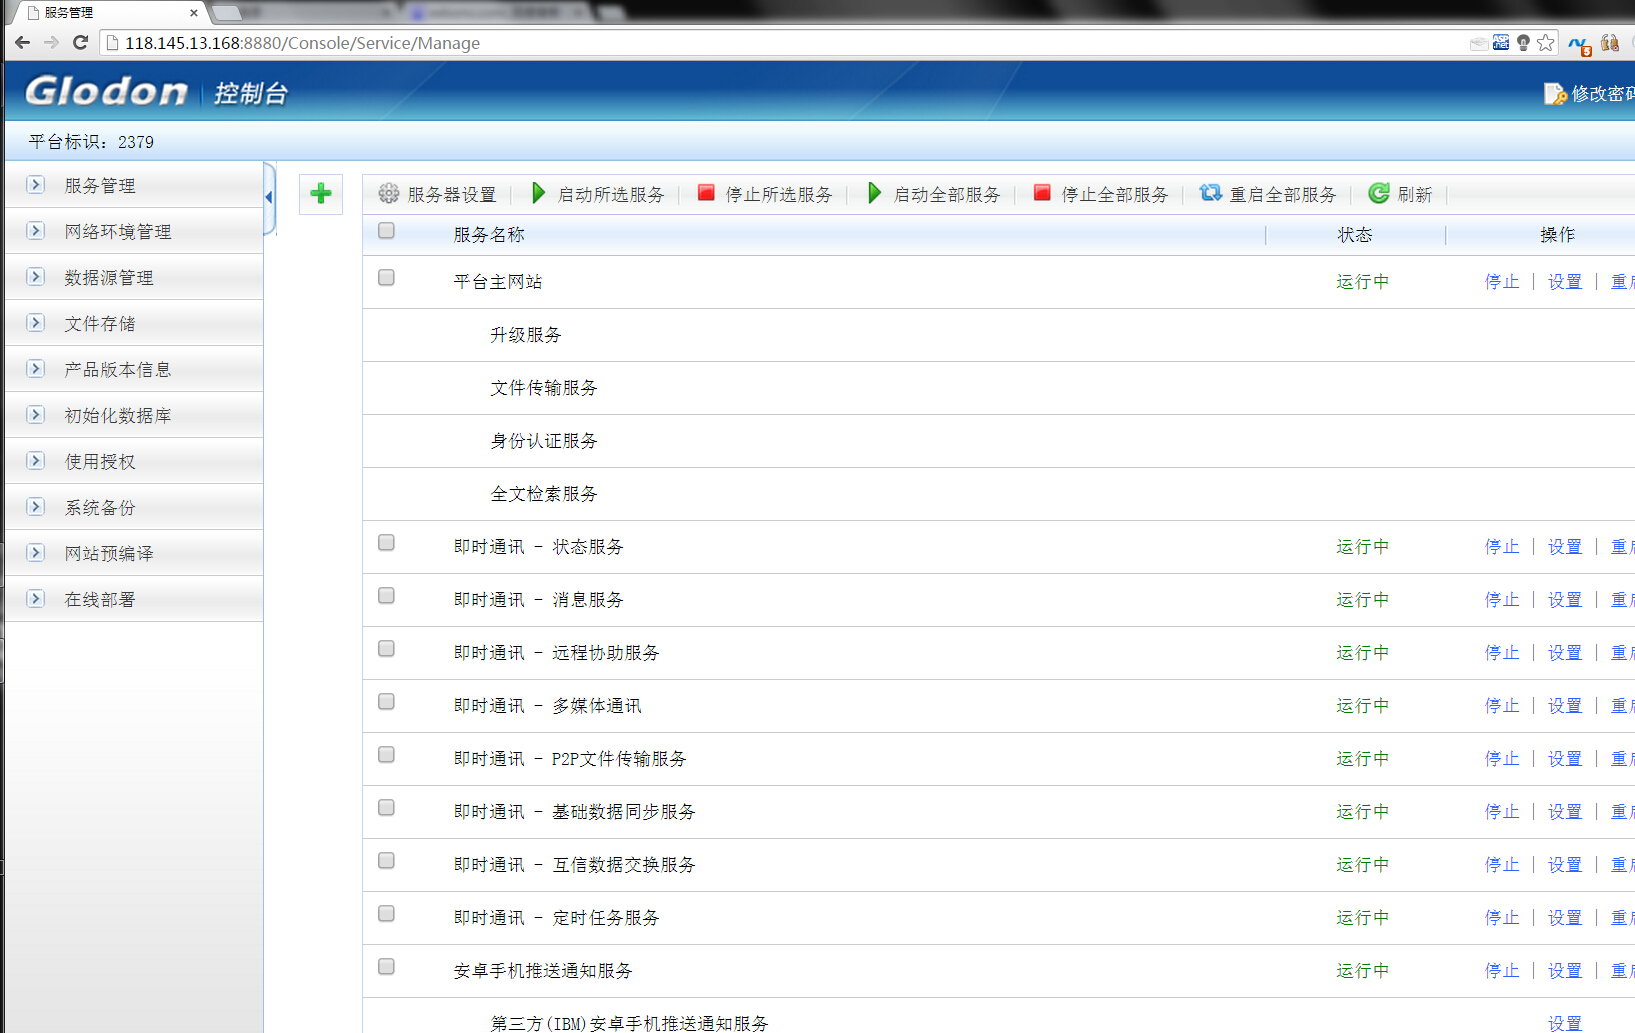 服务管理
118.145.13.168:8880/Console/Service/Manage
Glodon 控制台 修改密码
平台标识: 2379
服务管理
网络环境管理
数据源管理
文件存储
产品版本信息
初始化数据库
使用授权
系统备份
网站预编译
在线部署
服务器设置 启动所选服务 停止所选服务 启动全部服务 停止全部服务 重启全部服务 刷新
服务名称 状态 操作
平台主网站 运行中 停止 | 设置 | 重启
升级服务
文件传输服务
身份认证服务
全文检索服务
即时通讯 - 状态服务 运行中 停止 | 设置 | 重启
即时通讯 - 消息服务 运行中 停止 | 设置 | 重启
即时通讯 - 远程协助服务 运行中 停止 | 设置 | 重启
即时通讯 - 多媒体通讯 运行中 停止 | 设置 | 重启
即时通讯 - P2P文件传输服务 运行中 停止 | 设置 | 重启
即时通讯 - 基础数据同步服务 运行中 停止 | 设置 | 重启
即时通讯 - 互信数据交换服务 运行中 停止 | 设置 | 重启
即时通讯 - 定时任务服务 运行中 停止 | 设置 | 重启
安卓手机推送通知服务 运行中 停止 | 设置 | 重启
第三方(IBM)安卓手机推送通知服务 设置